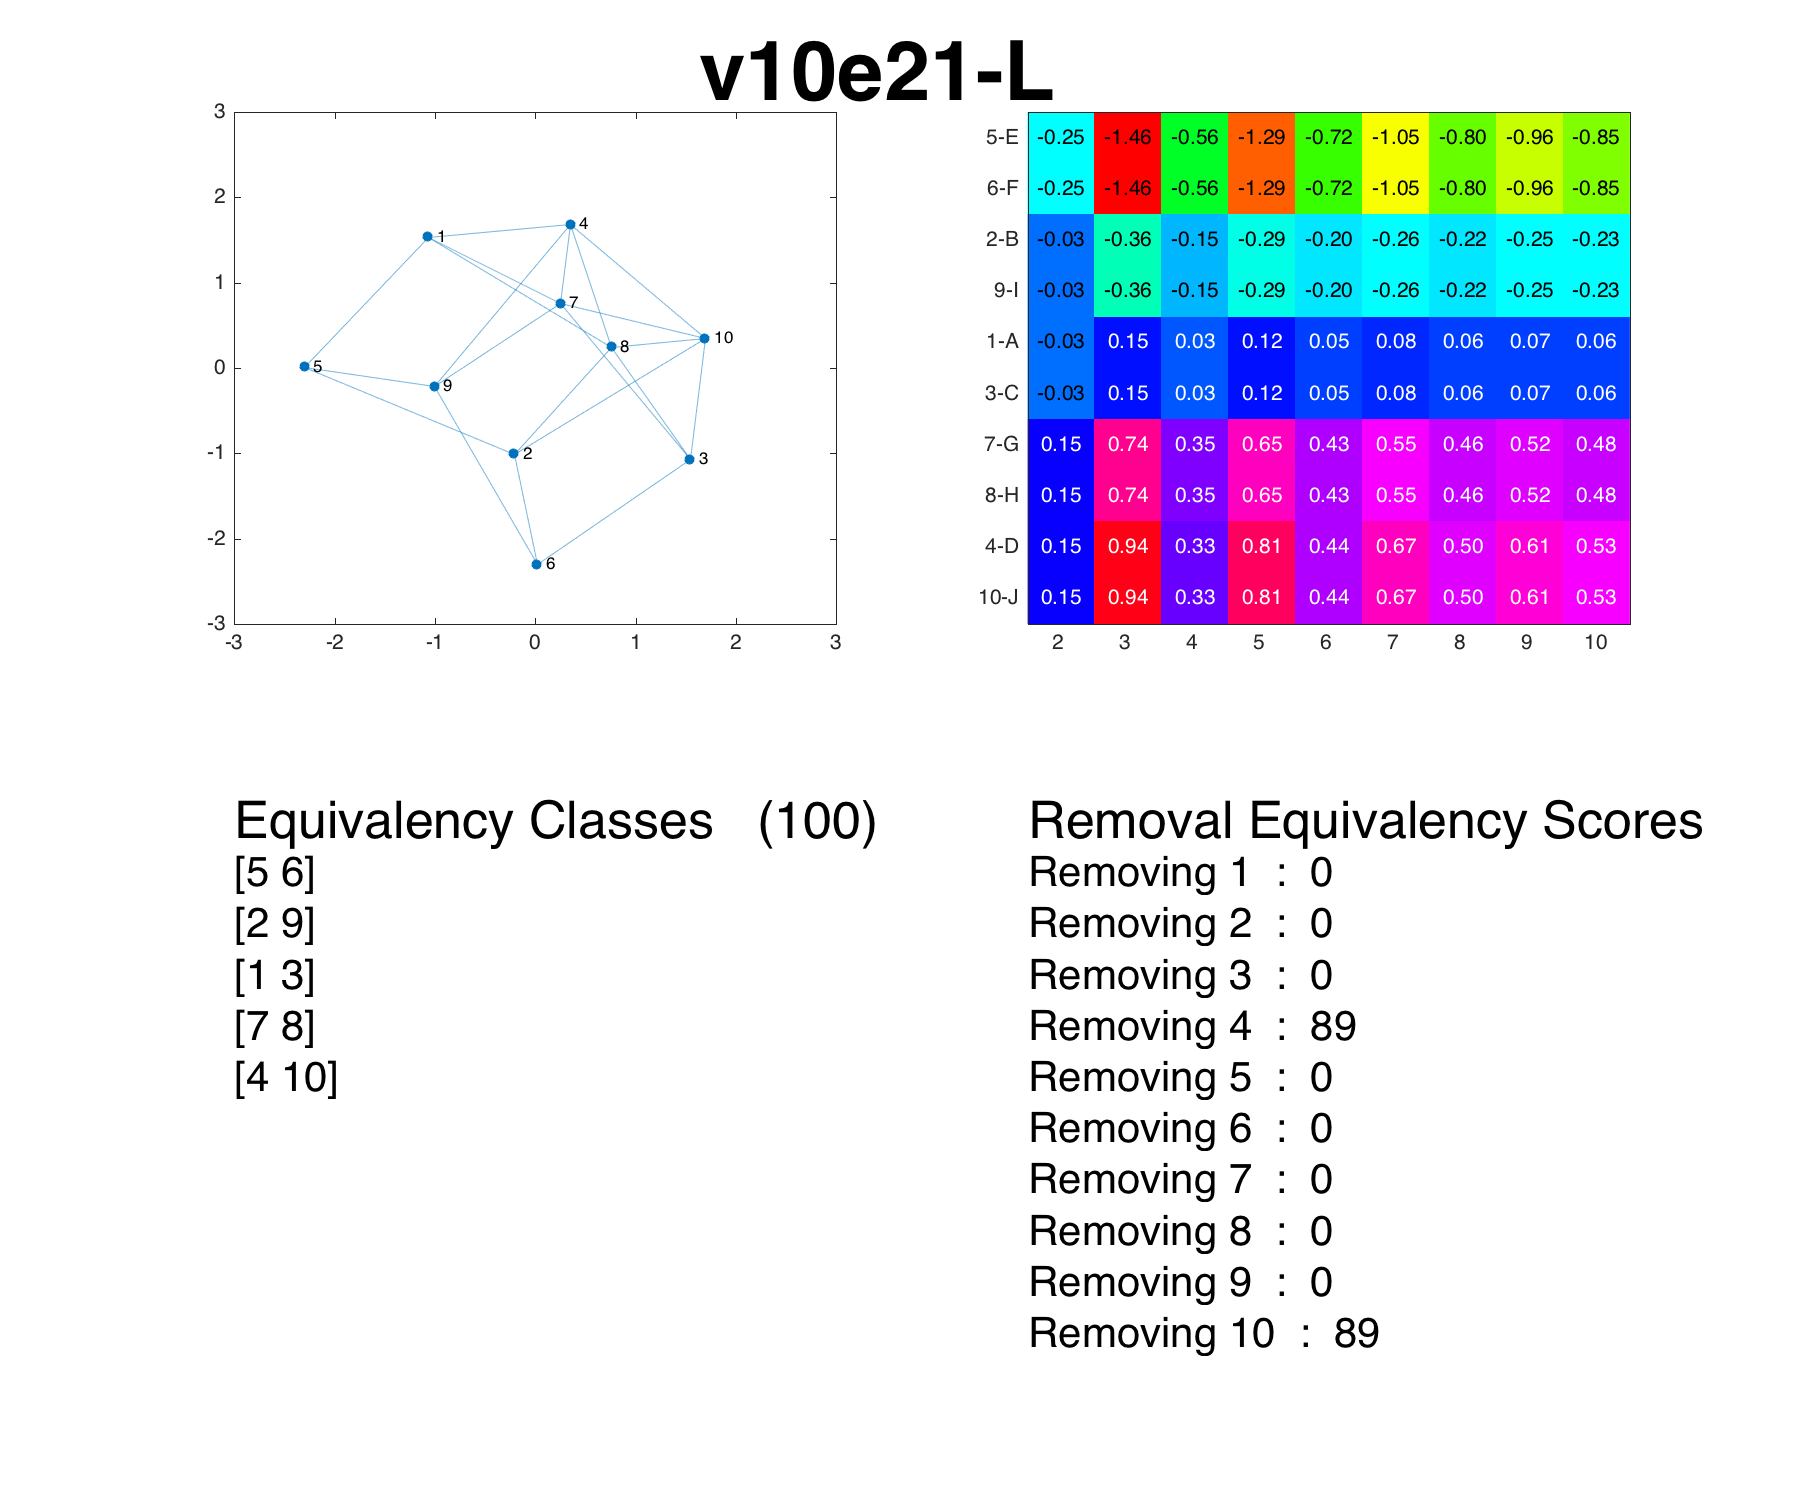 v10e21-L
3
2
1
0
-1
-2
-3
-3 -2 -1 0 1 2 3
1
4
7
8
10
5
9
2
3
6
5-E -0.25 -1.46 -0.56 -1.29 -0.72 -1.05 -0.80 -0.96 -0.85
6-F -0.25 -1.46 -0.56 -1.29 -0.72 -1.05 -0.80 -0.96 -0.85
2-B -0.03 -0.36 -0.15 -0.29 -0.20 -0.26 -0.22 -0.25 -0.23
9-I -0.03 -0.36 -0.15 -0.29 -0.20 -0.26 -0.22 -0.25 -0.23
1-A -0.03 0.15 0.03 0.12 0.05 0.08 0.06 0.07 0.06
3-C -0.03 0.15 0.03 0.12 0.05 0.08 0.06 0.07 0.06
7-G 0.15 0.74 0.35 0.65 0.43 0.55 0.46 0.52 0.48
8-H 0.15 0.74 0.35 0.65 0.43 0.55 0.46 0.52 0.48
4-D 0.15 0.94 0.33 0.81 0.44 0.67 0.50 0.61 0.53
10-J 0.15 0.94 0.33 0.81 0.44 0.67 0.50 0.61 0.53
2 3 4 5 6 7 8 9 10
Equivalency Classes (100)
[5 6]
[2 9]
[1 3]
[7 8]
[4 10]
Removal Equivalency Scores
Removing 1 : 0
Removing 2 : 0
Removing 3 : 0
Removing 4 : 89
Removing 5 : 0
Removing 6 : 0
Removing 7 : 0
Removing 8 : 0
Removing 9 : 0
Removing 10 : 89